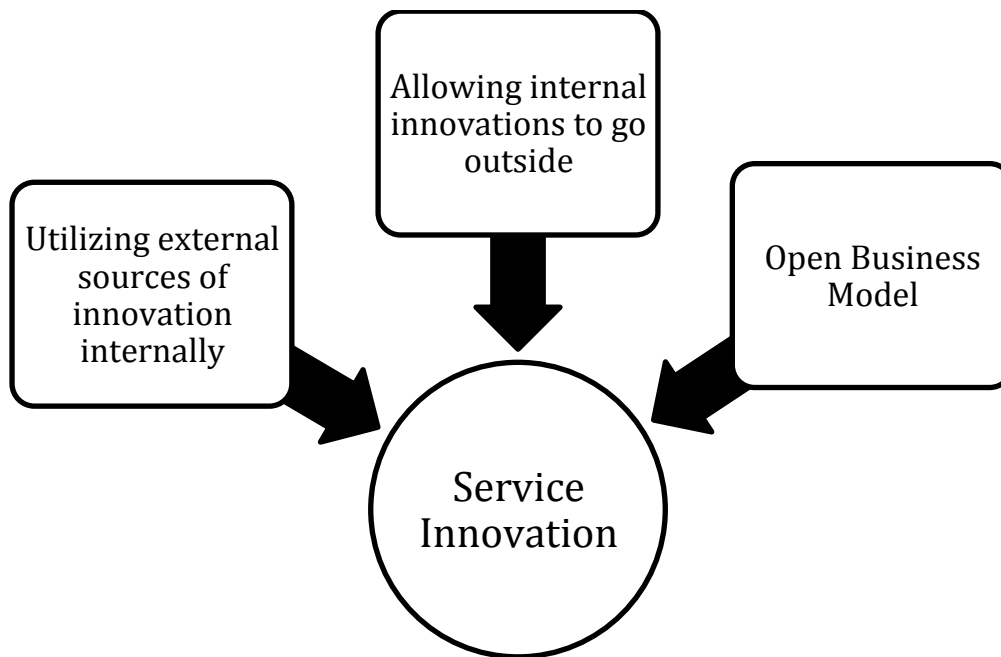 Allowing internal
innovations to go
outside
Utilizing external
sources of
innovation
internally
Open Business
Model
Service
Innovation